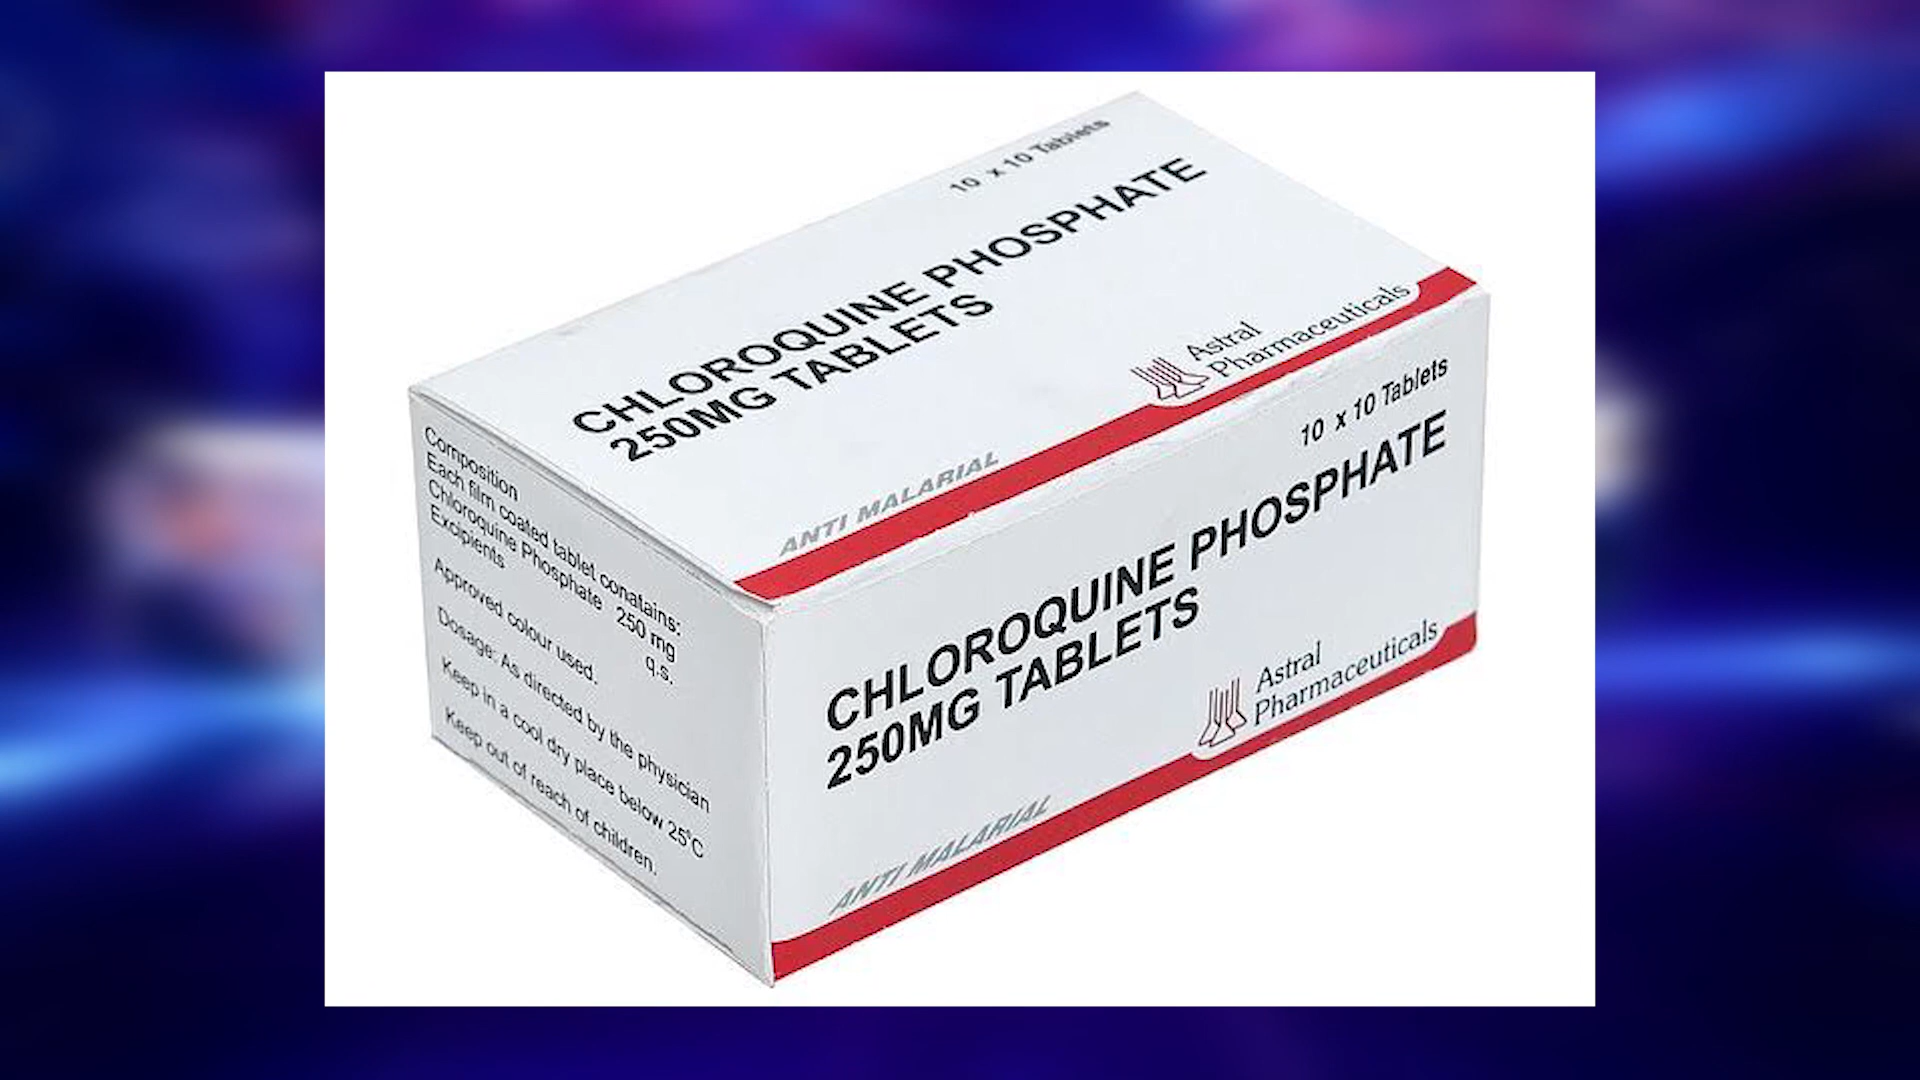 10 x 10 Tablets
CHLOROQUINE PHOSPHATE
250MG TABLETS
Astral
Pharmaceuticals
ANTI MALARIAL
Composition
Each film coated tablet conatains:
Chloroquine Phosphate 250 mg
Excipients q.s.
Approved colour used.
Dosage: As directed by the physician
Keep in a cool dry place below 25°C
Keep out of reach of children.
10 x 10 Tablets
CHLOROQUINE PHOSPHATE
250MG TABLETS
Astral
Pharmaceuticals
ANTI MALARIAL